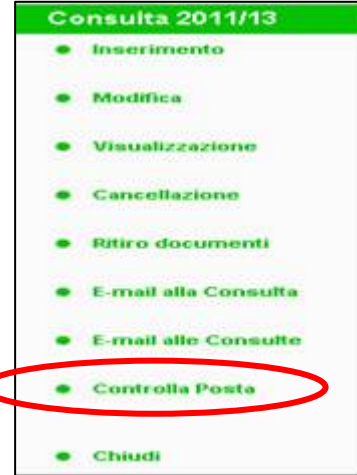 Consulta 2011/13
Inserimento
Modifica
Visualizzazione
Cancellazione
Ritiro documenti
E-mail alla Consulta
E-mail alle Consulte
Controlla Posta
Chiudi